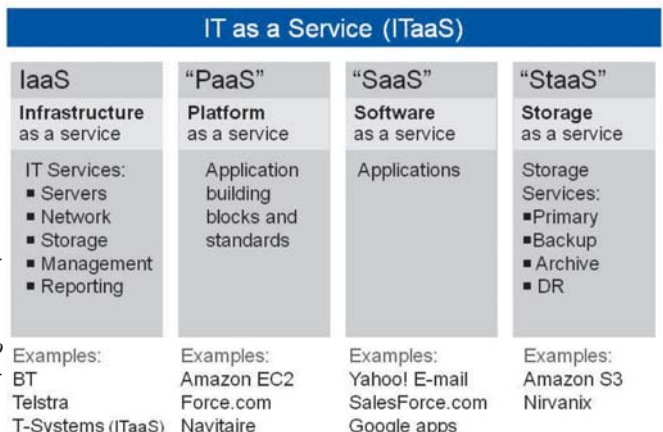 IT as a Service (ITaaS)
IaaS
Infrastructure
as a service
IT Services:
▪ Servers
▪ Network
▪ Storage
▪ Management
▪ Reporting
Examples:
BT
Telstra
T-Systems (ITaaS)
“PaaS”
Platform
as a service
Application
building
blocks and
standards
Examples:
Amazon EC2
Force.com
Navitaire
“SaaS”
Software
as a service
Applications
Examples:
Yahoo! E-mail
SalesForce.com
Google apps
“StaaS”
Storage
as a service
Storage
Services:
▪Primary
▪Backup
▪ Archive
▪ DR
Examples:
Amazon S3
Nirvanix